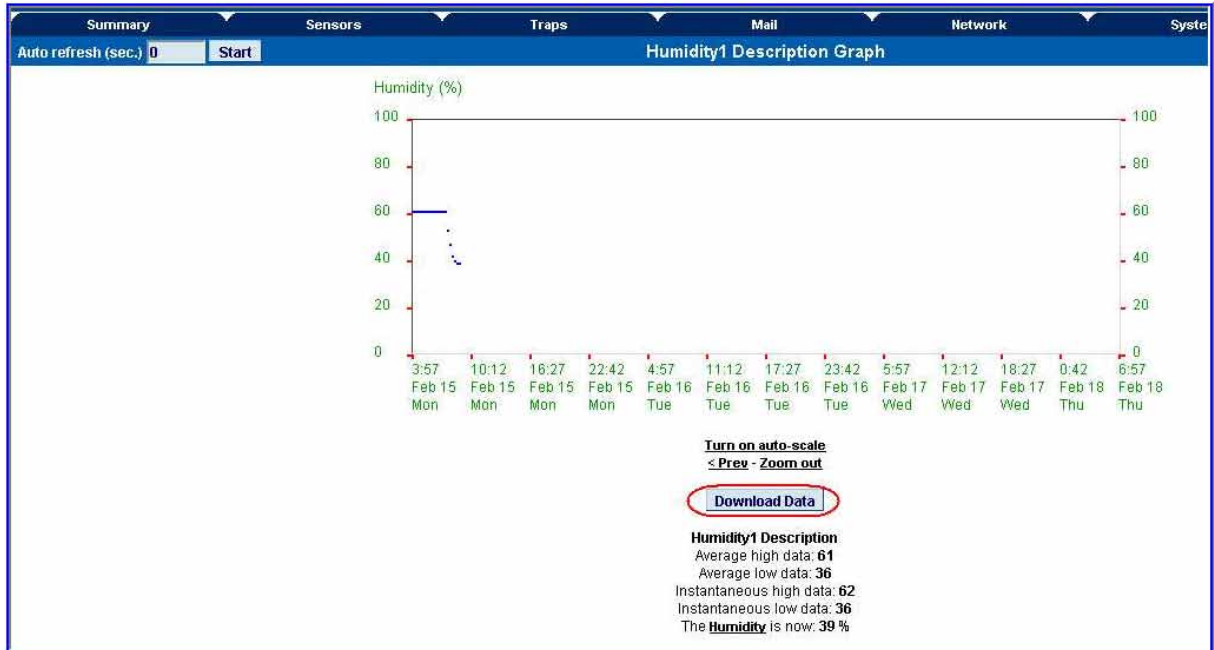 Summary Sensors Traps Mail Network Syste
Auto refresh (sec.) 0 Start Humidity1 Description Graph
Humidity (%)
100 100
80 80
60 60
40 40
20 20
0 0
3:57 10:12 16:27 22:42 4:57 11:12 17:27 23:42 5:57 12:12 18:27 0:42 6:57
Feb 15 Feb 15 Feb 15 Feb 15 Feb 16 Feb 16 Feb 16 Feb 16 Feb 17 Feb 17 Feb 17 Feb 18 Feb 18
Mon Mon Mon Mon Tue Tue Tue Tue Wed Wed Wed Thu Thu
Turn on auto-scale
< Prev - Zoom out
Download Data
Humidity1 Description
Average high data: 61
Average low data: 36
Instantaneous high data: 62
Instantaneous low data: 36
The Humidity is now: 39 %